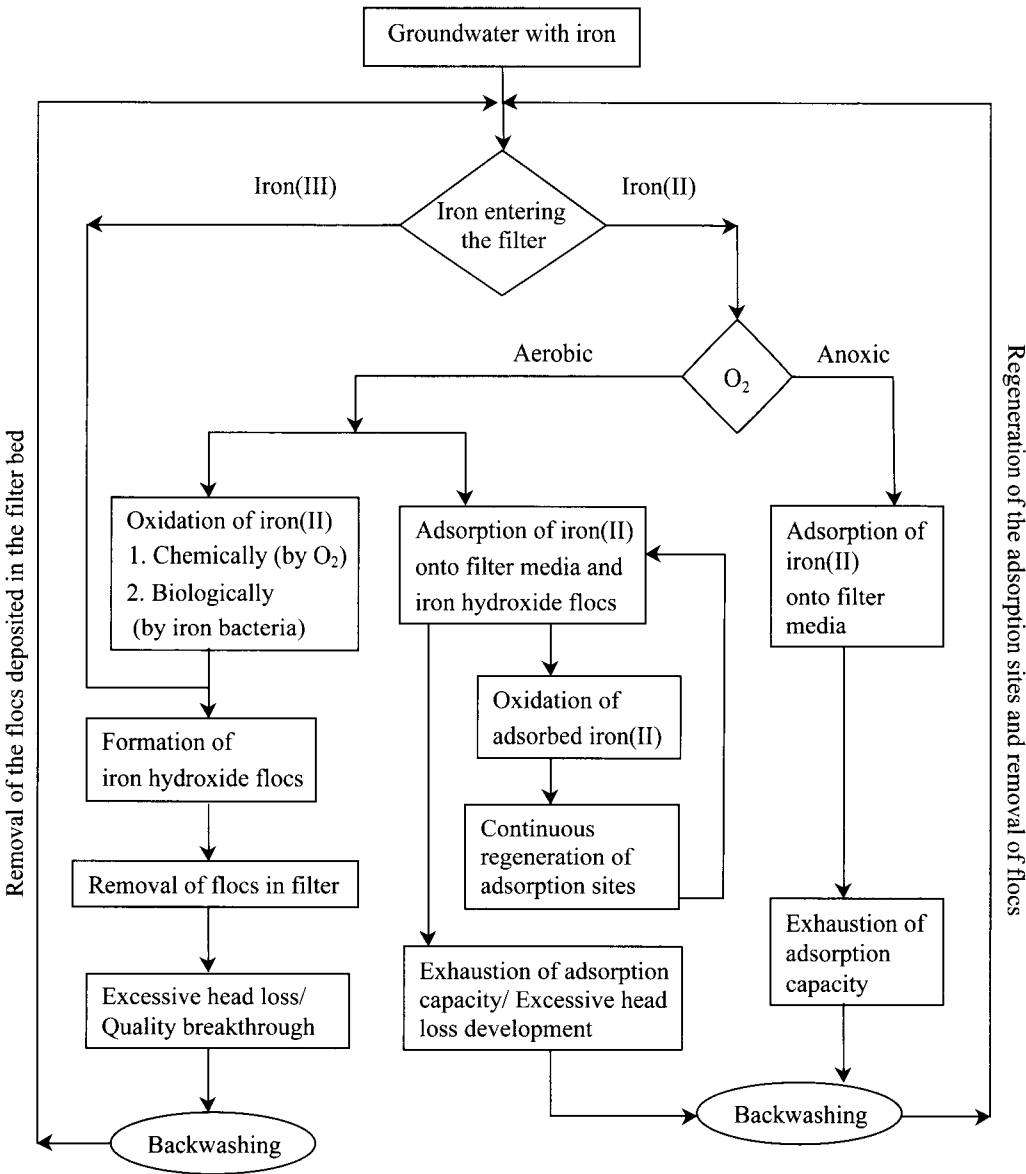 Groundwater with iron
Iron(III)
Iron(II)
Iron entering
the filter
Aerobic
O₂
Anoxic
Oxidation of iron(II)
1. Chemically (by O₂)
2. Biologically
(by iron bacteria)
Adsorption of iron(II)
onto filter media and
iron hydroxide flocs
Adsorption of
iron(II)
onto filter
media
Oxidation of
adsorbed iron(II)
Formation of
iron hydroxide flocs
Continuous
regeneration of
adsorption sites
Removal of flocs in filter
Exhaustion of
adsorption
capacity
Excessive head loss/
Quality breakthrough
Exhaustion of adsorption
capacity/ Excessive head
loss development
Backwashing
Backwashing
Removal of the flocs deposited in the filter bed
Regeneration of the adsorption sites and removal of flocs